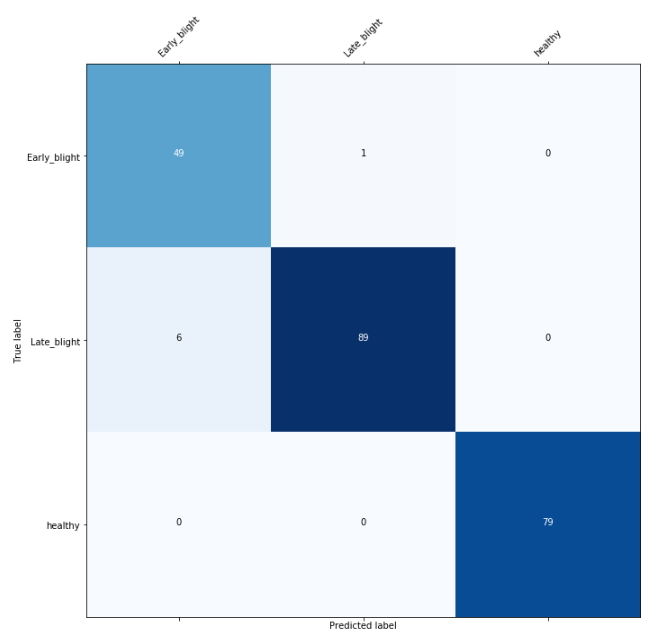 Early_blight Late_blight healthy
Early_blight 49 1 0
Late_blight 6 89 0
healthy 0 0 79
True label
Predicted label